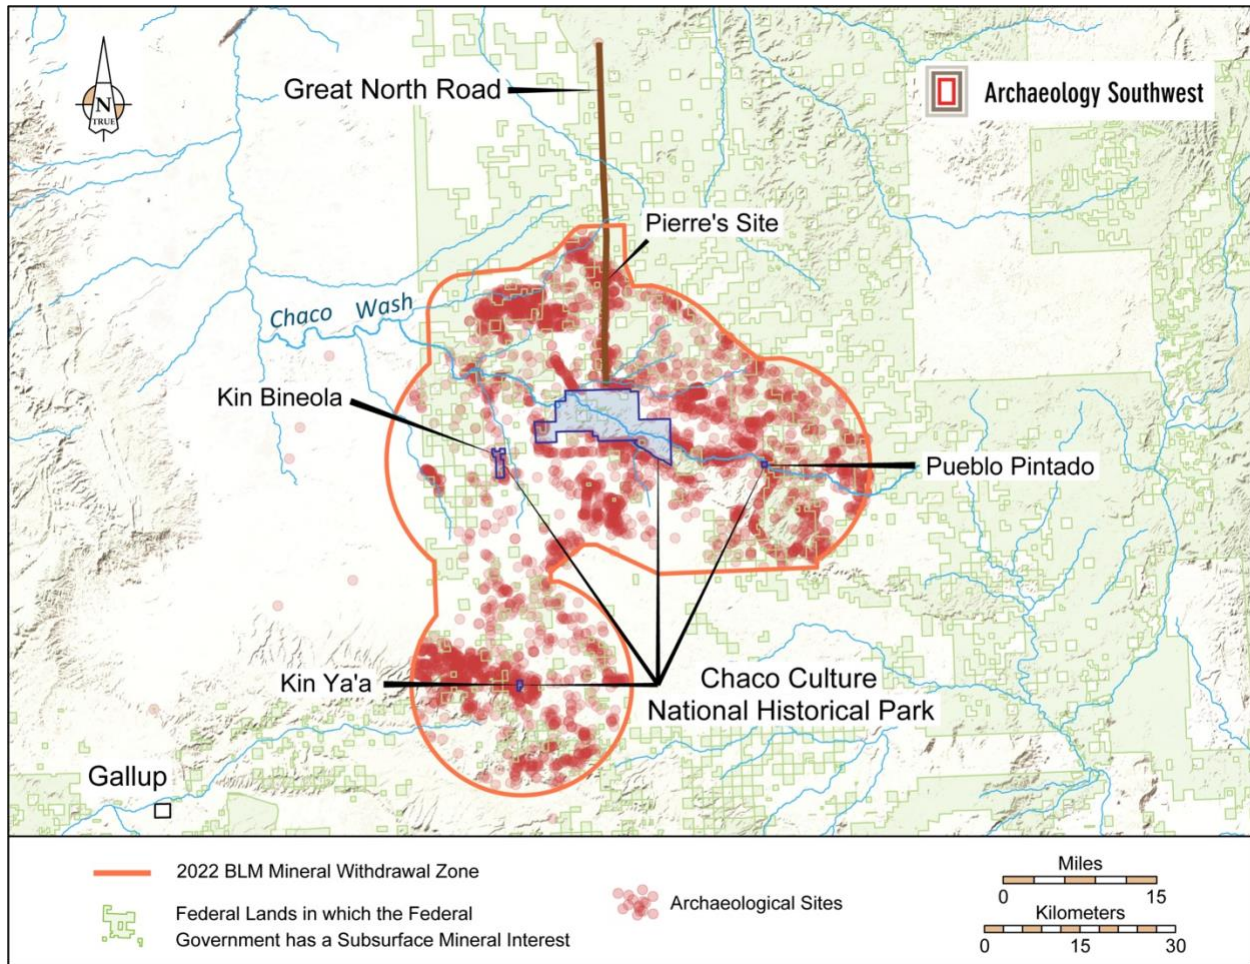 N
TRUE
Great North Road
Archaeology Southwest
Pierre's Site
Chaco Wash
Kin Bineola
Pueblo Pintado
Kin Ya'a
Chaco Culture
National Historical Park
Gallup
2022 BLM Mineral Withdrawal Zone
Federal Lands in which the Federal
Government has a Subsurface Mineral Interest
Archaeological Sites
Miles
0 15
Kilometers
0 15 30